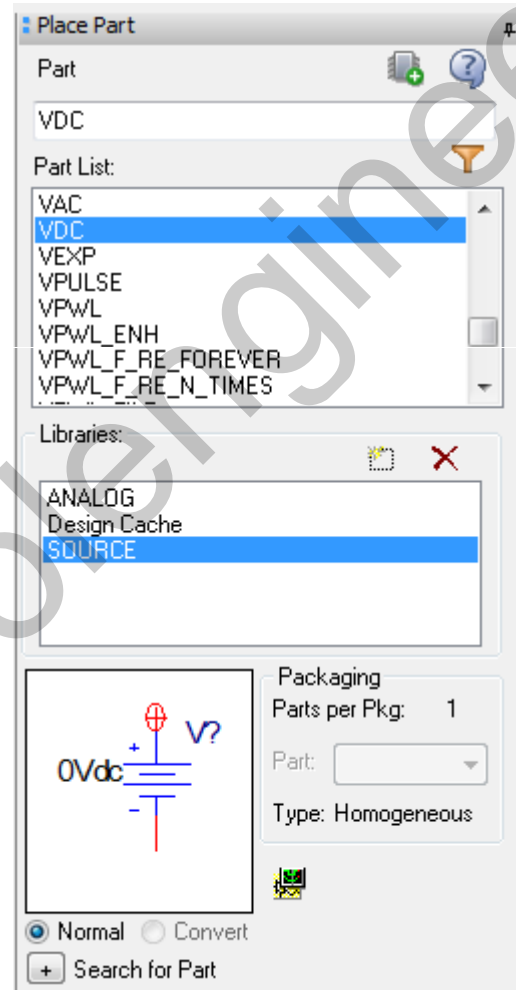 Place Part
Part
VDC
Part List:
VAC
VDC
VEXP
VPULSE
VPWL
VPWL_ENH
VPWL_F_RE_FOREVER
VPWL_F_RE_N_TIMES
Libraries:
ANALOG
Design Cache
SOURCE
Packaging
Parts per Pkg: 1
Part:
Type: Homogeneous
V?
+
0Vdc
-
Normal Convert
+ Search for Part